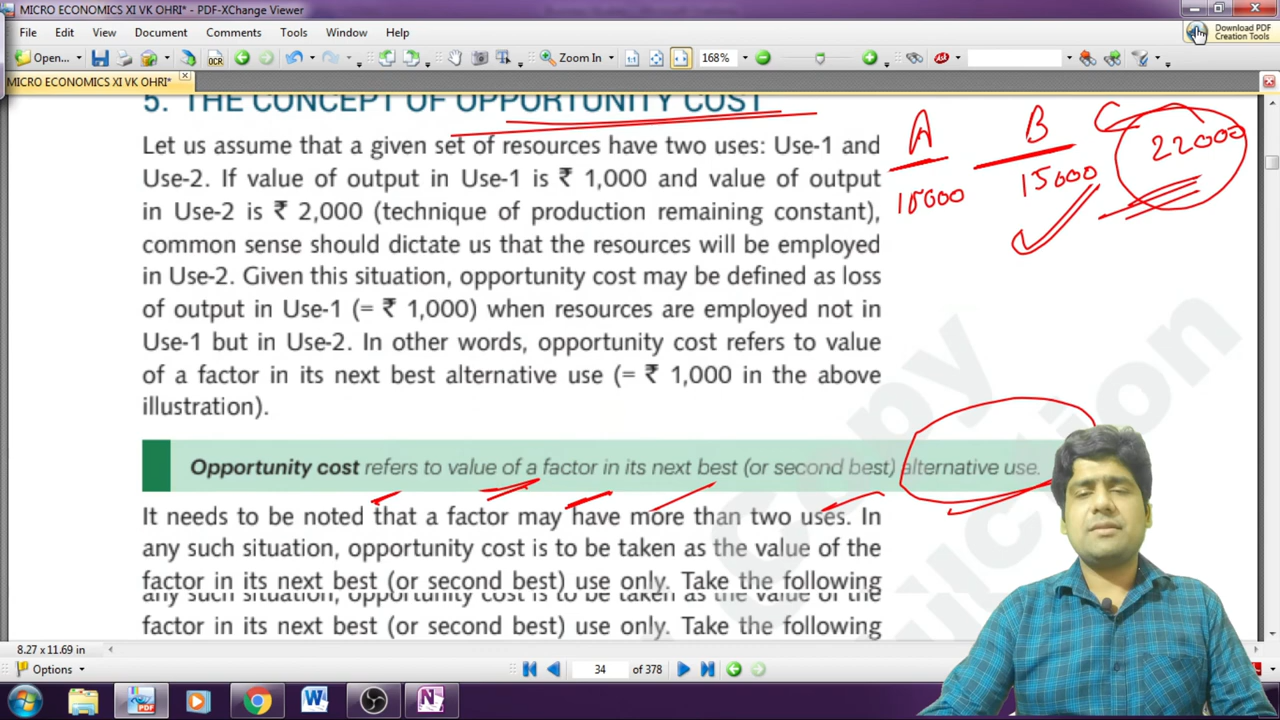 MICRO ECONOMICS XI VK OHRI* - PDF-XChange Viewer
File Edit View Document Comments Tools Window Help
Download PDF
Creation Tools
Open... OCR Zoom In 168%
MICRO ECONOMICS XI VK OHRI*
5. THE CONCEPT OF OPPORTUNITY COST
Let us assume that a given set of resources have two uses: Use-1 and
Use-2. If value of output in Use-1 is ₹ 1,000 and value of output
in Use-2 is ₹ 2,000 (technique of production remaining constant),
common sense should dictate us that the resources will be employed
in Use-2. Given this situation, opportunity cost may be defined as loss
of output in Use-1 (= ₹ 1,000) when resources are employed not in
Use-1 but in Use-2. In other words, opportunity cost refers to value
of a factor in its next best alternative use (= ₹ 1,000 in the above
illustration).
A B C 22000
10000 15000
Opportunity cost refers to value of a factor in its next best (or second best) alternative use.
It needs to be noted that a factor may have more than two uses. In
any such situation, opportunity cost is to be taken as the value of the
factor in its next best (or second best) use only. Take the following
any such situation, opportunity cost is to be taken as the value of the
factor in its next best (or second best) use only. Take the following
Copy
8.27 x 11.69 in
Options 34 of 378